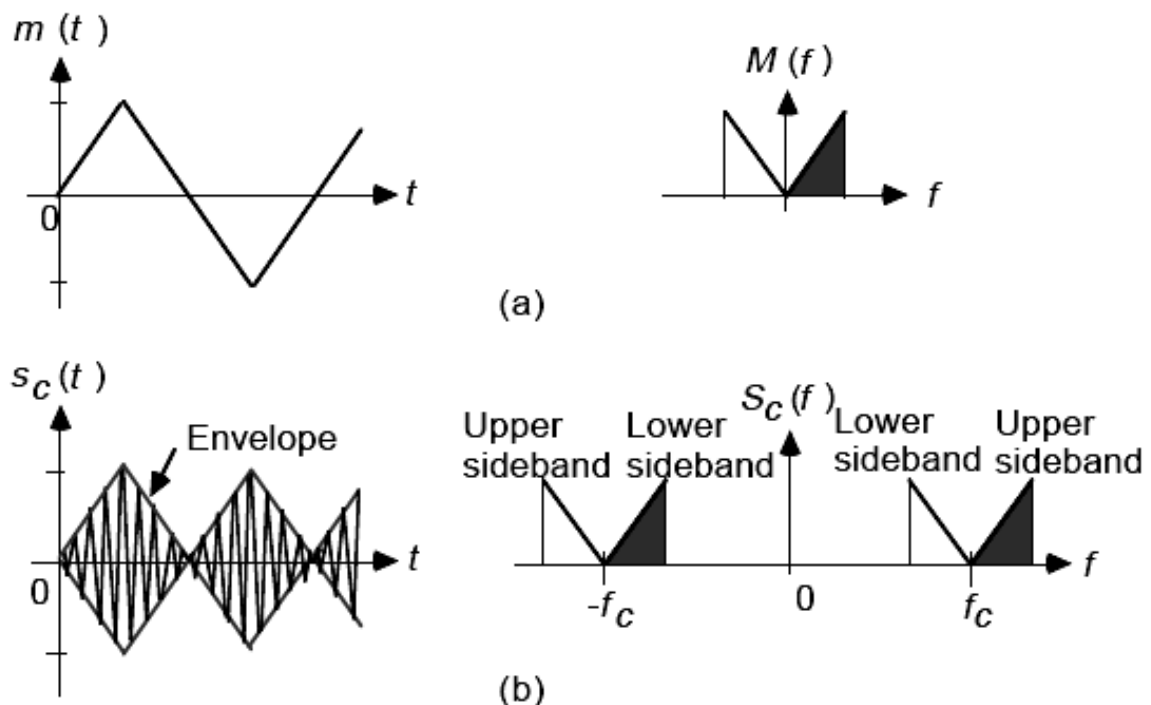 m (t )
M (f )
t
0
f
(a)
s_c (t )
Envelope
S_c (f )
Upper
sideband
Lower
sideband
Lower
sideband
Upper
sideband
t
0
-f_c
0
f_c
f
(b)